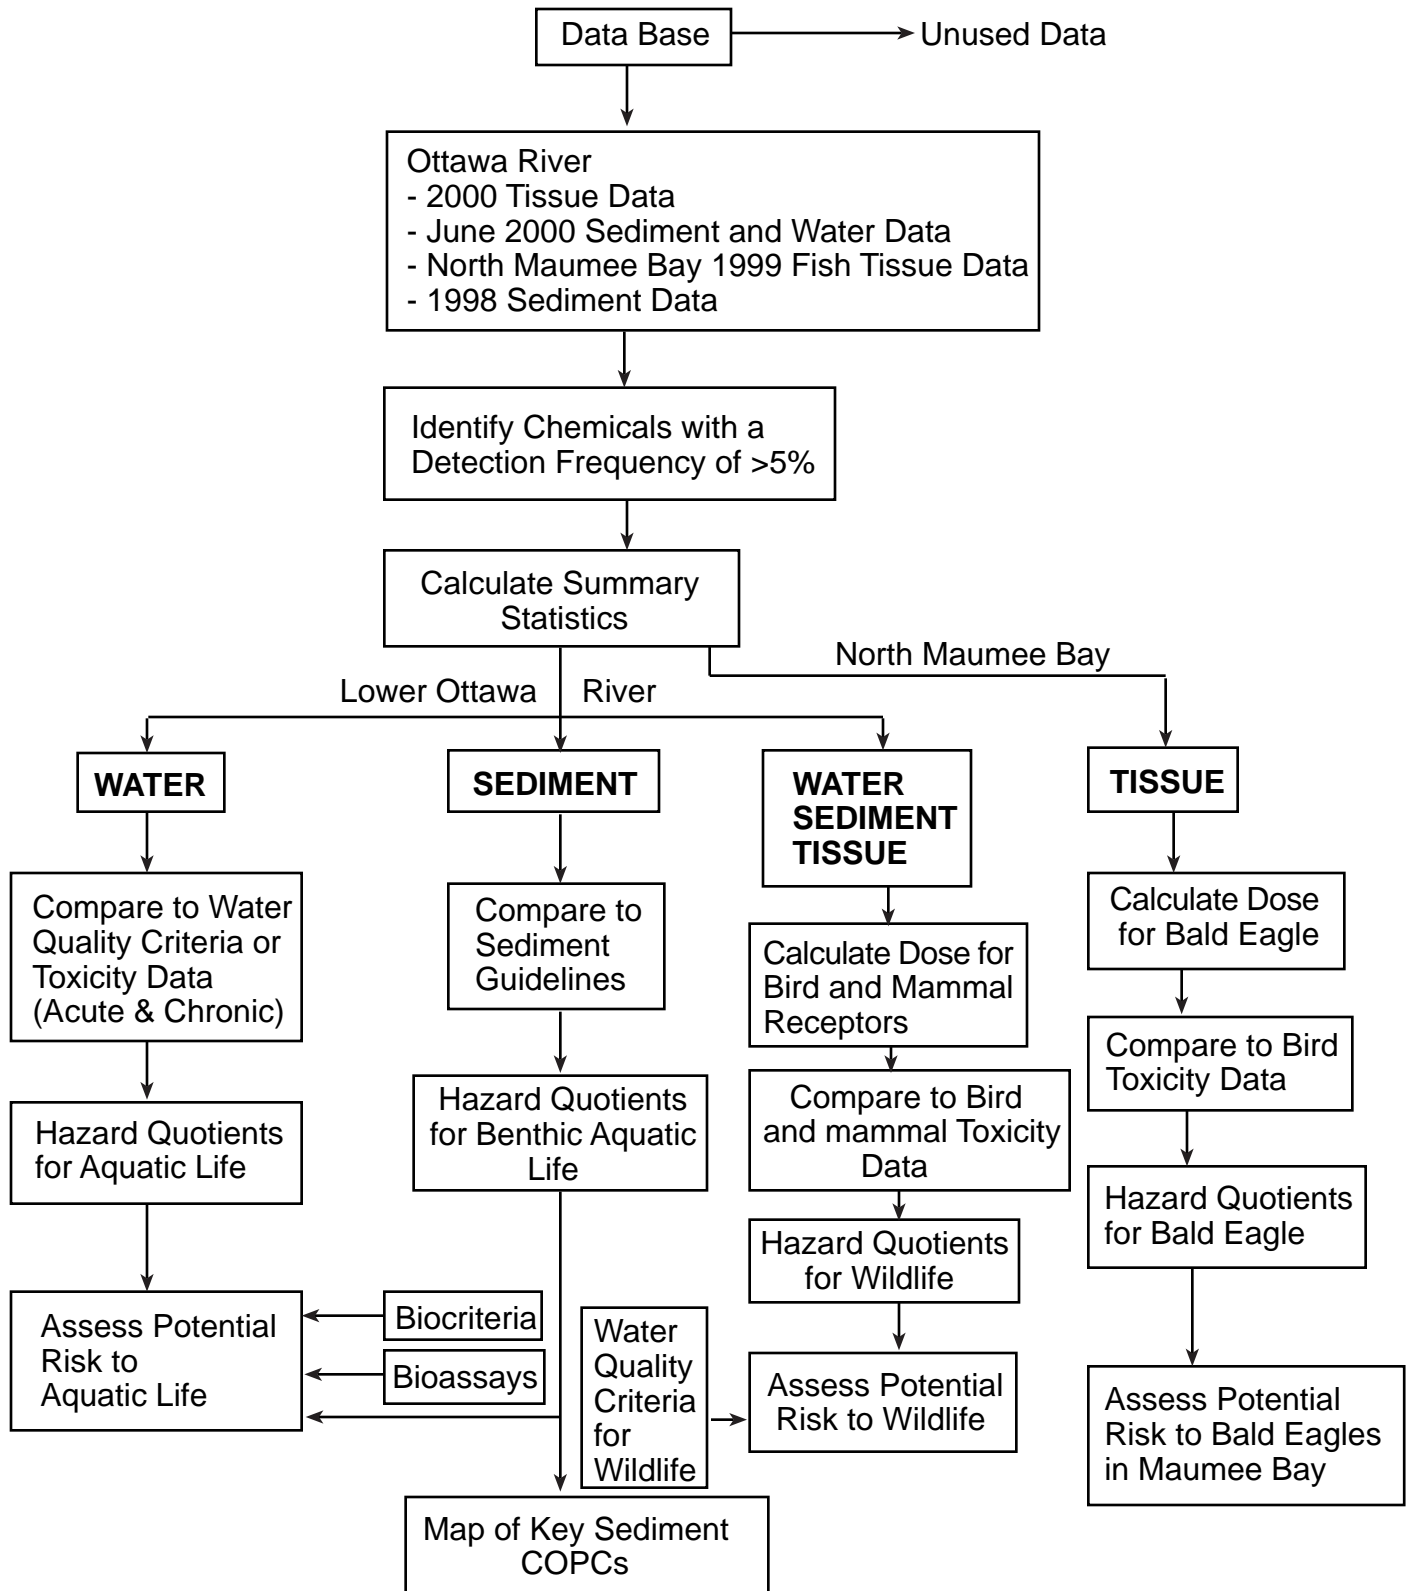 Data Base
Unused Data
Ottawa River
- 2000 Tissue Data
- June 2000 Sediment and Water Data
- North Maumee Bay 1999 Fish Tissue Data
- 1998 Sediment Data
Identify Chemicals with a
Detection Frequency of >5%
Calculate Summary
Statistics
North Maumee Bay
Lower Ottawa River
WATER
SEDIMENT
WATER
SEDIMENT
TISSUE
TISSUE
Compare to Water
Quality Criteria or
Toxicity Data
(Acute & Chronic)
Compare to
Sediment
Guidelines
Calculate Dose for
Bird and Mammal
Receptors
Calculate Dose
for Bald Eagle
Compare to Bird
Toxicity Data
Hazard Quotients
for Aquatic Life
Hazard Quotients
for Benthic Aquatic
Life
Compare to Bird
and mammal Toxicity
Data
Hazard Quotients
for Bald Eagle
Hazard Quotients
for Wildlife
Assess Potential
Risk to
Aquatic Life
Biocriteria
Bioassays
Water
Quality
Criteria
for
Wildlife
Assess Potential
Risk to Wildlife
Assess Potential
Risk to Bald Eagles
in Maumee Bay
Map of Key Sediment
COPCs